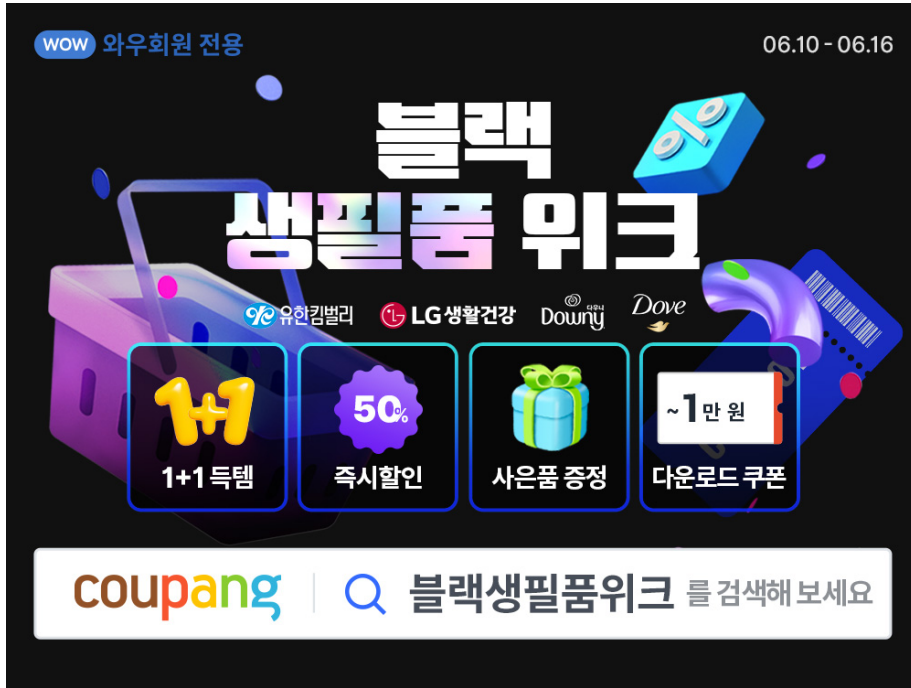 WOW 와우회원 전용
06.10 - 06.16
블랙
생필품 위크
유한킴벌리 LG생활건강 Downy 다우니 Dove
1+1
50%
~1만 원
1+1 득템
즉시할인
사은품 증정
다운로드 쿠폰
coupang 블랙생필품위크 를 검색해 보세요